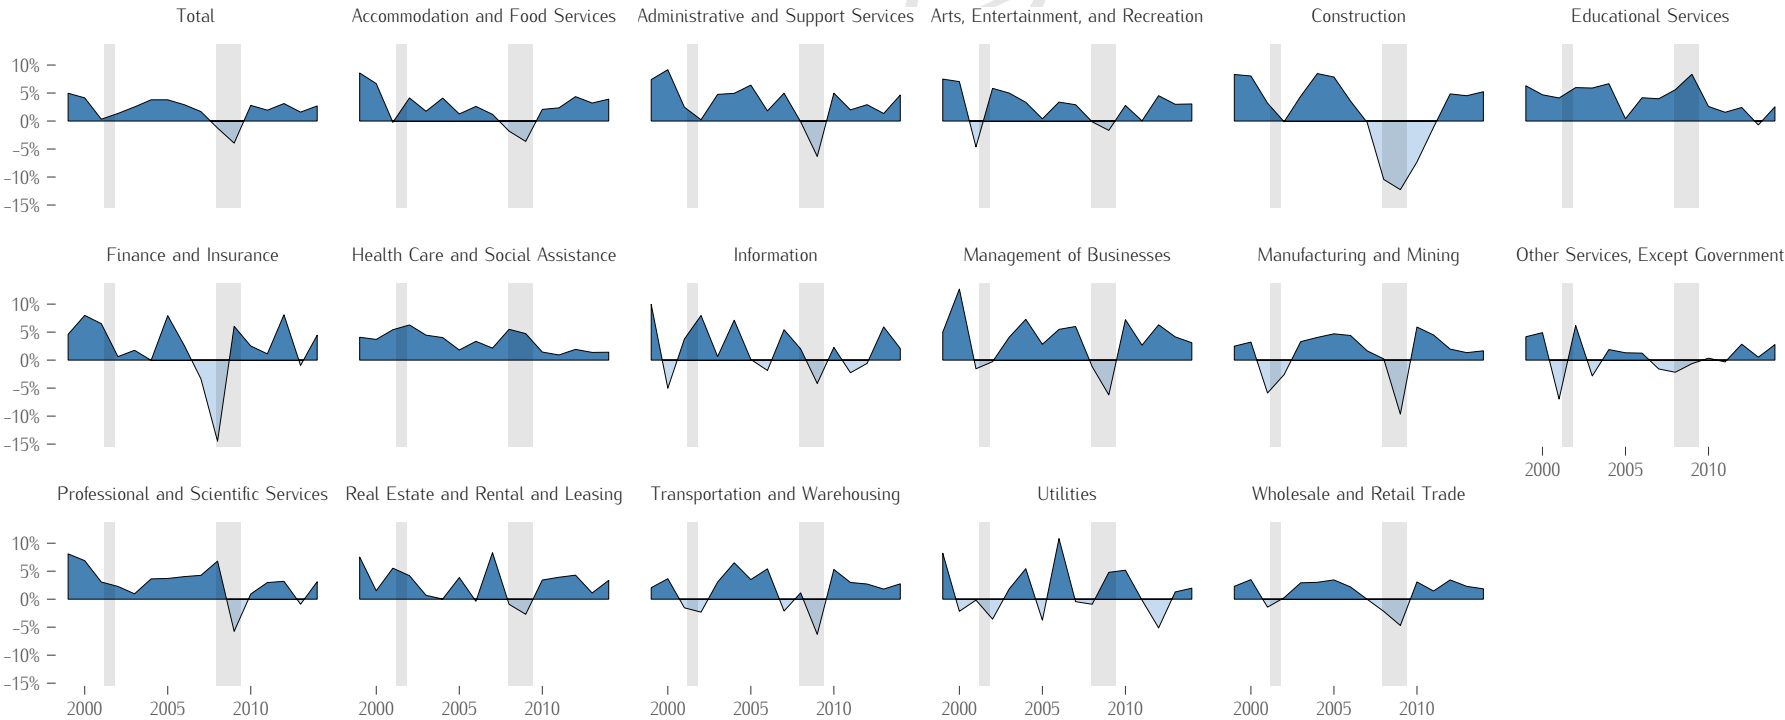 Total
Accommodation and Food Services
Administrative and Support Services
Arts, Entertainment, and Recreation
Construction
Educational Services
10%
5%
0%
-5%
-10%
-15%
Finance and Insurance
Health Care and Social Assistance
Information
Management of Businesses
Manufacturing and Mining
Other Services, Except Government
10%
5%
0%
-5%
-10%
-15%
2000 2005 2010
Professional and Scientific Services
Real Estate and Rental and Leasing
Transportation and Warehousing
Utilities
Wholesale and Retail Trade
10%
5%
0%
-5%
-10%
-15%
2000 2005 2010
2000 2005 2010
2000 2005 2010
2000 2005 2010
2000 2005 2010